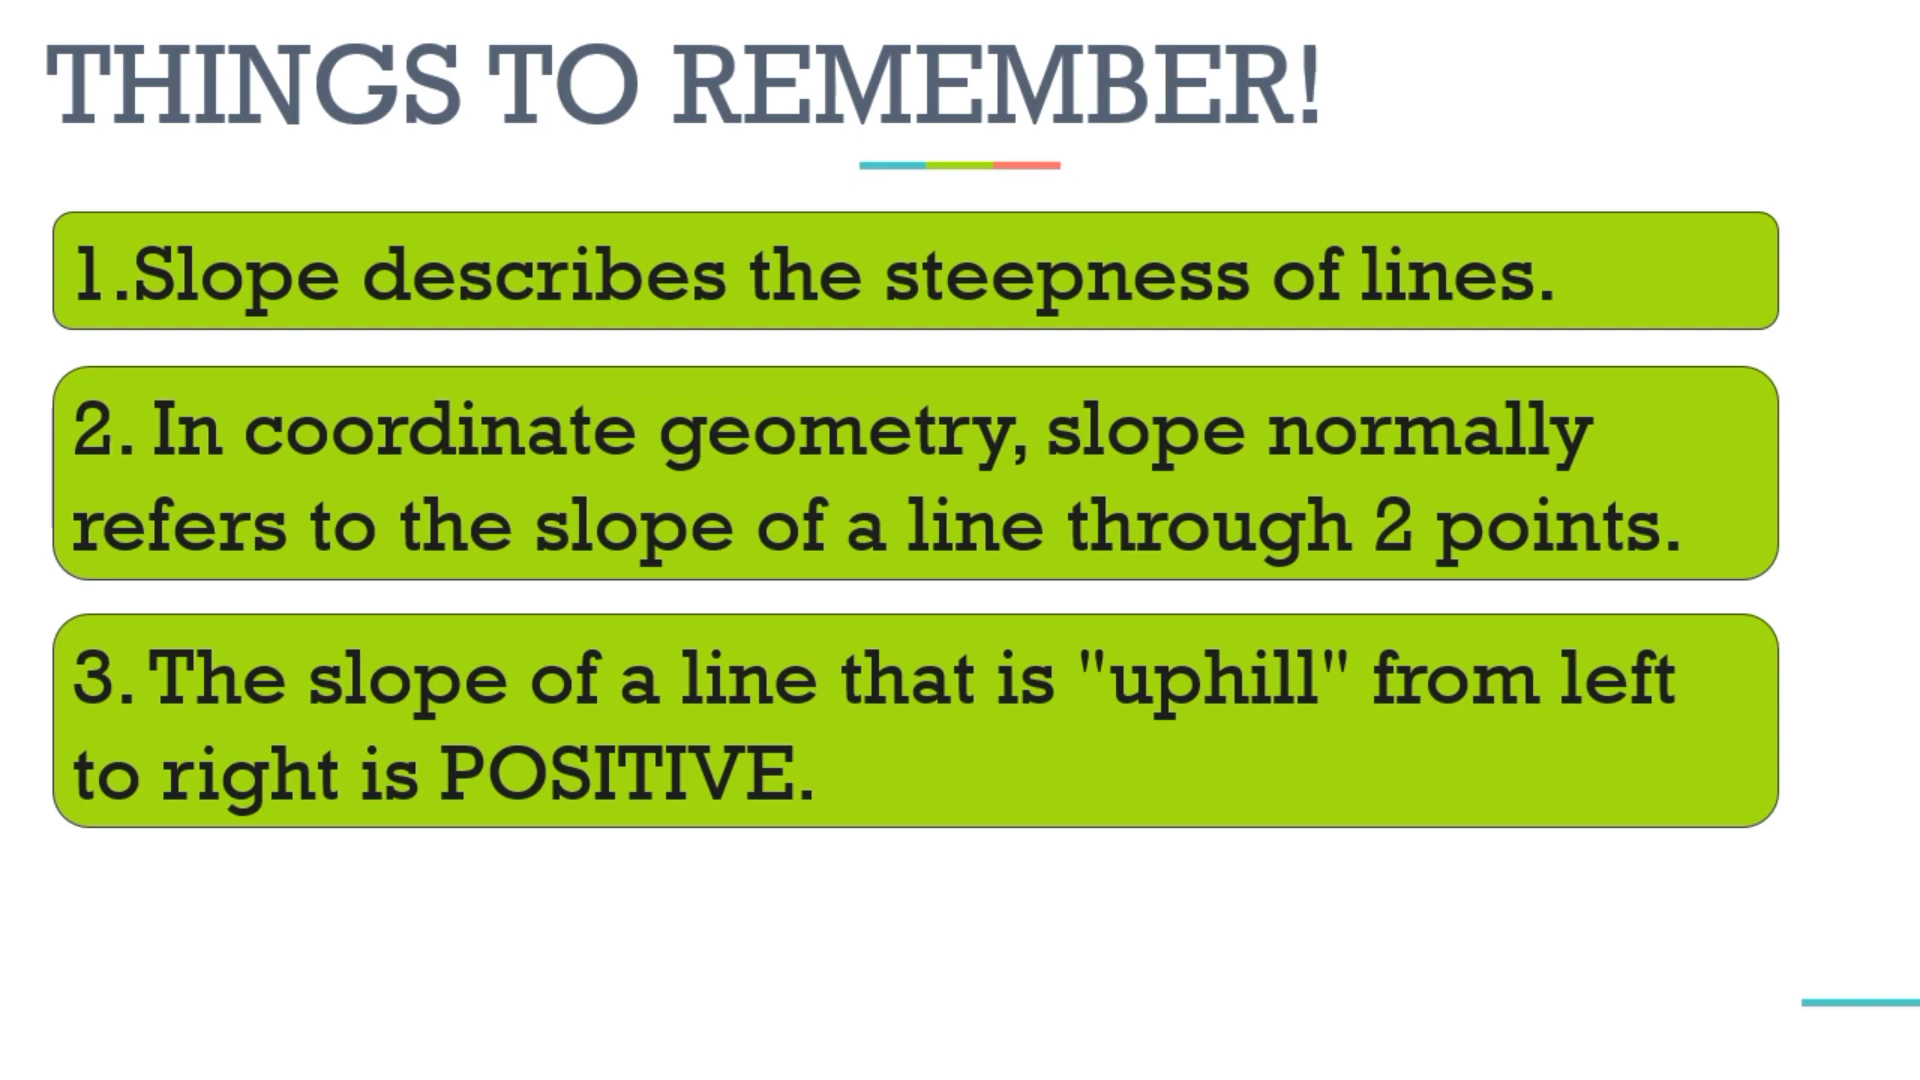 THINGS TO REMEMBER!
1.Slope describes the steepness of lines.
2. In coordinate geometry, slope normally
refers to the slope of a line through 2 points.
3. The slope of a line that is "uphill" from left
to right is POSITIVE.